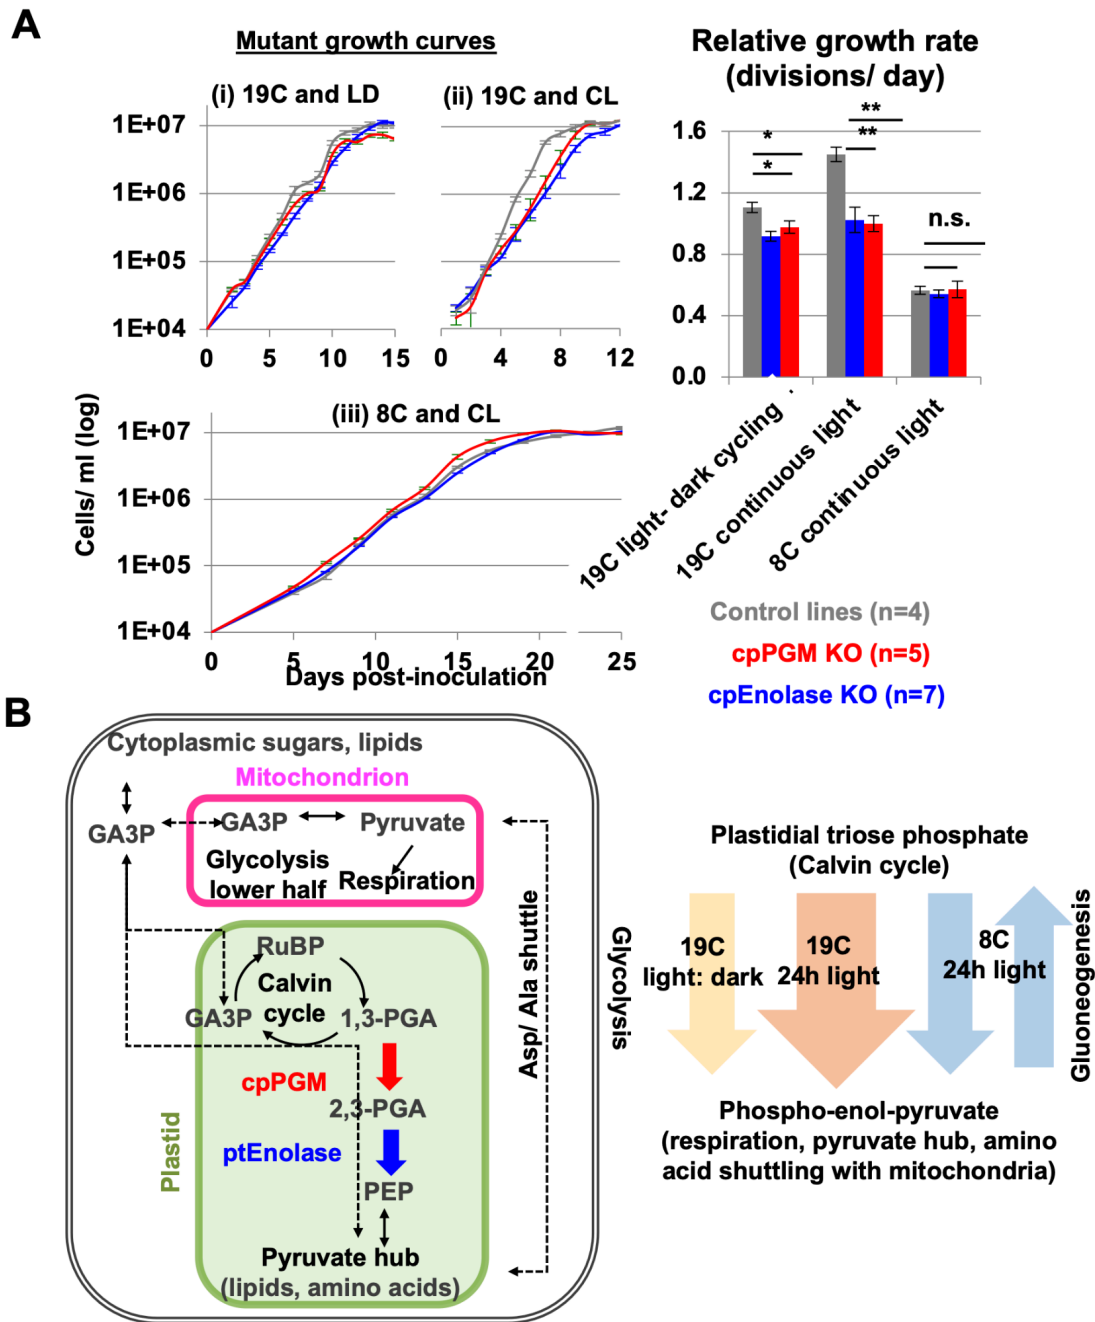 A
Mutant growth curves
(i) 19C and LD
(ii) 19C and CL
1E+07
1E+06
1E+05
1E+04
0
5
10
15
4
8
12
(iii) 8C and CL
1E+07
1E+06
1E+05
1E+04
0
5
10
15
20
25
Cells/ ml (log)
Days post-inoculation
Relative growth rate
(divisions/ day)
1.6
1.2
0.8
0.4
0.0
*
*
**
**
n.s.
19C light- dark cycling
19C continuous light
8C continuous light
Control lines (n=4)
cpPGM KO (n=5)
cpEnolase KO (n=7)
B
Cytoplasmic sugars, lipids
Mitochondrion
GA3P
GA3P
Pyruvate
Glycolysis
lower half
Respiration
RuBP
Calvin
cycle
GA3P
1,3-PGA
cpPGM
2,3-PGA
ptEnolase
PEP
Plastid
Pyruvate hub
(lipids, amino acids)
Asp/ Ala shuttle
Plastidial triose phosphate
(Calvin cycle)
Glycolysis
19C
light: dark
19C
24h light
8C
24h light
Gluoneogenesis
Phospho-enol-pyruvate
(respiration, pyruvate hub, amino
acid shuttling with mitochondria)